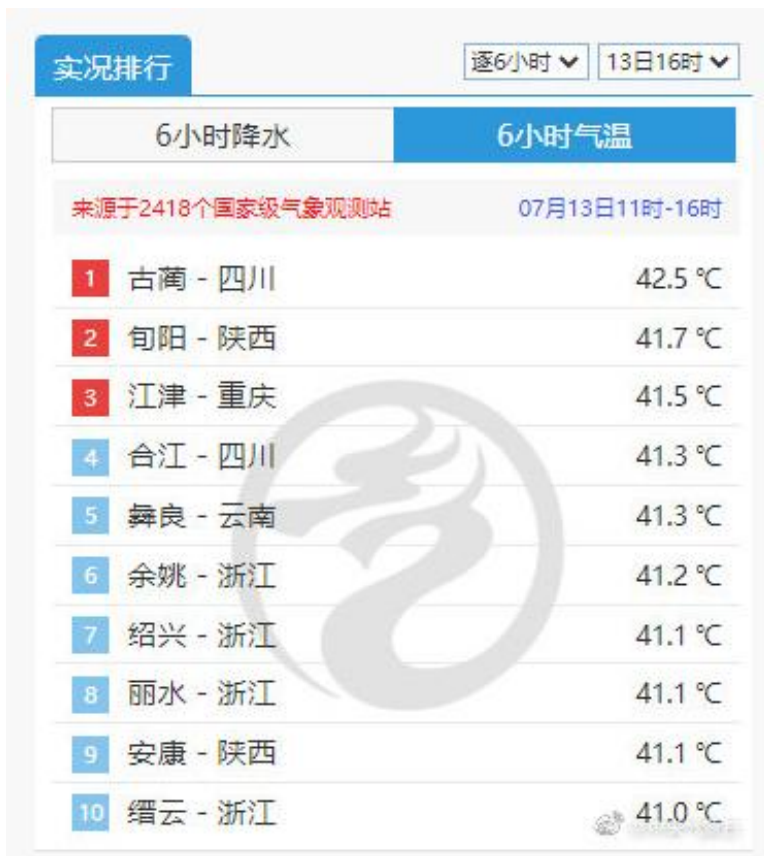 实况排行
逐6小时 13日16时
6小时降水 6小时气温
来源于2418个国家级气象观测站 07月13日11时-16时
1 古蔺 - 四川 42.5 ℃
2 旬阳 - 陕西 41.7 ℃
3 江津 - 重庆 41.5 ℃
4 合江 - 四川 41.3 ℃
5 彝良 - 云南 41.3 ℃
6 余姚 - 浙江 41.2 ℃
7 绍兴 - 浙江 41.1 ℃
8 丽水 - 浙江 41.1 ℃
9 安康 - 陕西 41.1 ℃
10 缙云 - 浙江 41.0 ℃